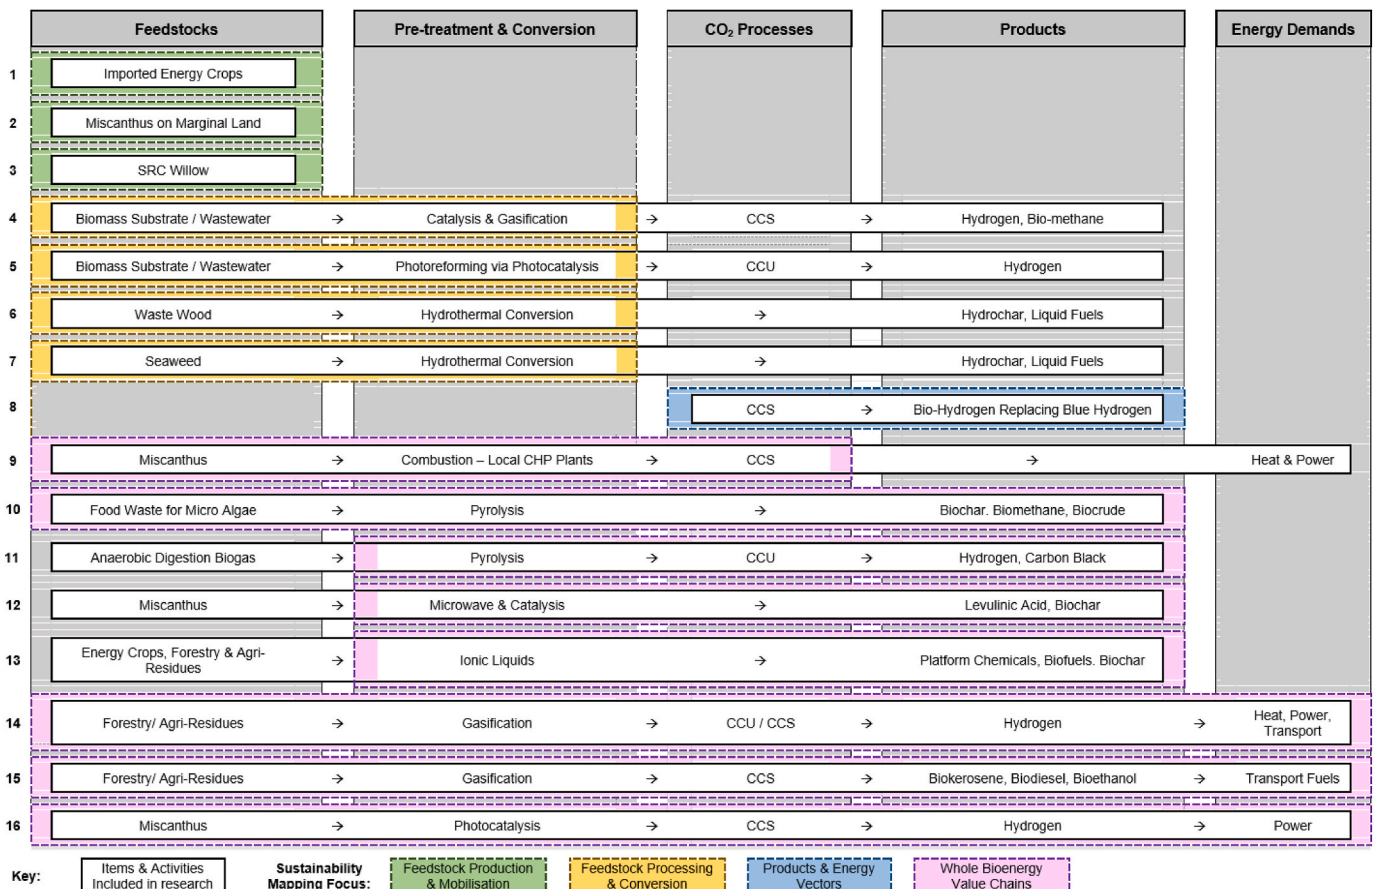 Feedstocks Pre-treatment & Conversion CO₂ Processes Products Energy Demands
1 Imported Energy Crops
2 Miscanthus on Marginal Land
3 SRC Willow
4 Biomass Substrate / Wastewater → Catalysis & Gasification → CCS → Hydrogen, Bio-methane
5 Biomass Substrate / Wastewater → Photoreforming via Photocatalysis → CCU → Hydrogen
6 Waste Wood → Hydrothermal Conversion → Hydrochar, Liquid Fuels
7 Seaweed → Hydrothermal Conversion → Hydrochar, Liquid Fuels
8 CCS → Bio-Hydrogen Replacing Blue Hydrogen
9 Miscanthus → Combustion – Local CHP Plants → CCS → Heat & Power
10 Food Waste for Micro Algae → Pyrolysis → Biochar. Biomethane, Biocrude
11 Anaerobic Digestion Biogas → Pyrolysis → CCU → Hydrogen, Carbon Black
12 Miscanthus → Microwave & Catalysis → Levulinic Acid, Biochar
13 Energy Crops, Forestry & Agri-
Residues → Ionic Liquids → Platform Chemicals, Biofuels. Biochar
14 Forestry/ Agri-Residues → Gasification → CCU / CCS → Hydrogen → Heat, Power,
Transport
15 Forestry/ Agri-Residues → Gasification → CCS → Biokerosene, Biodiesel, Bioethanol → Transport Fuels
16 Miscanthus → Photocatalysis → CCS → Hydrogen → Power
Key:
Items & Activities
Included in research
Sustainability
Mapping Focus:
Feedstock Production
& Mobilisation
Feedstock Processing
& Conversion
Products & Energy
Vectors
Whole Bioenergy
Value Chains